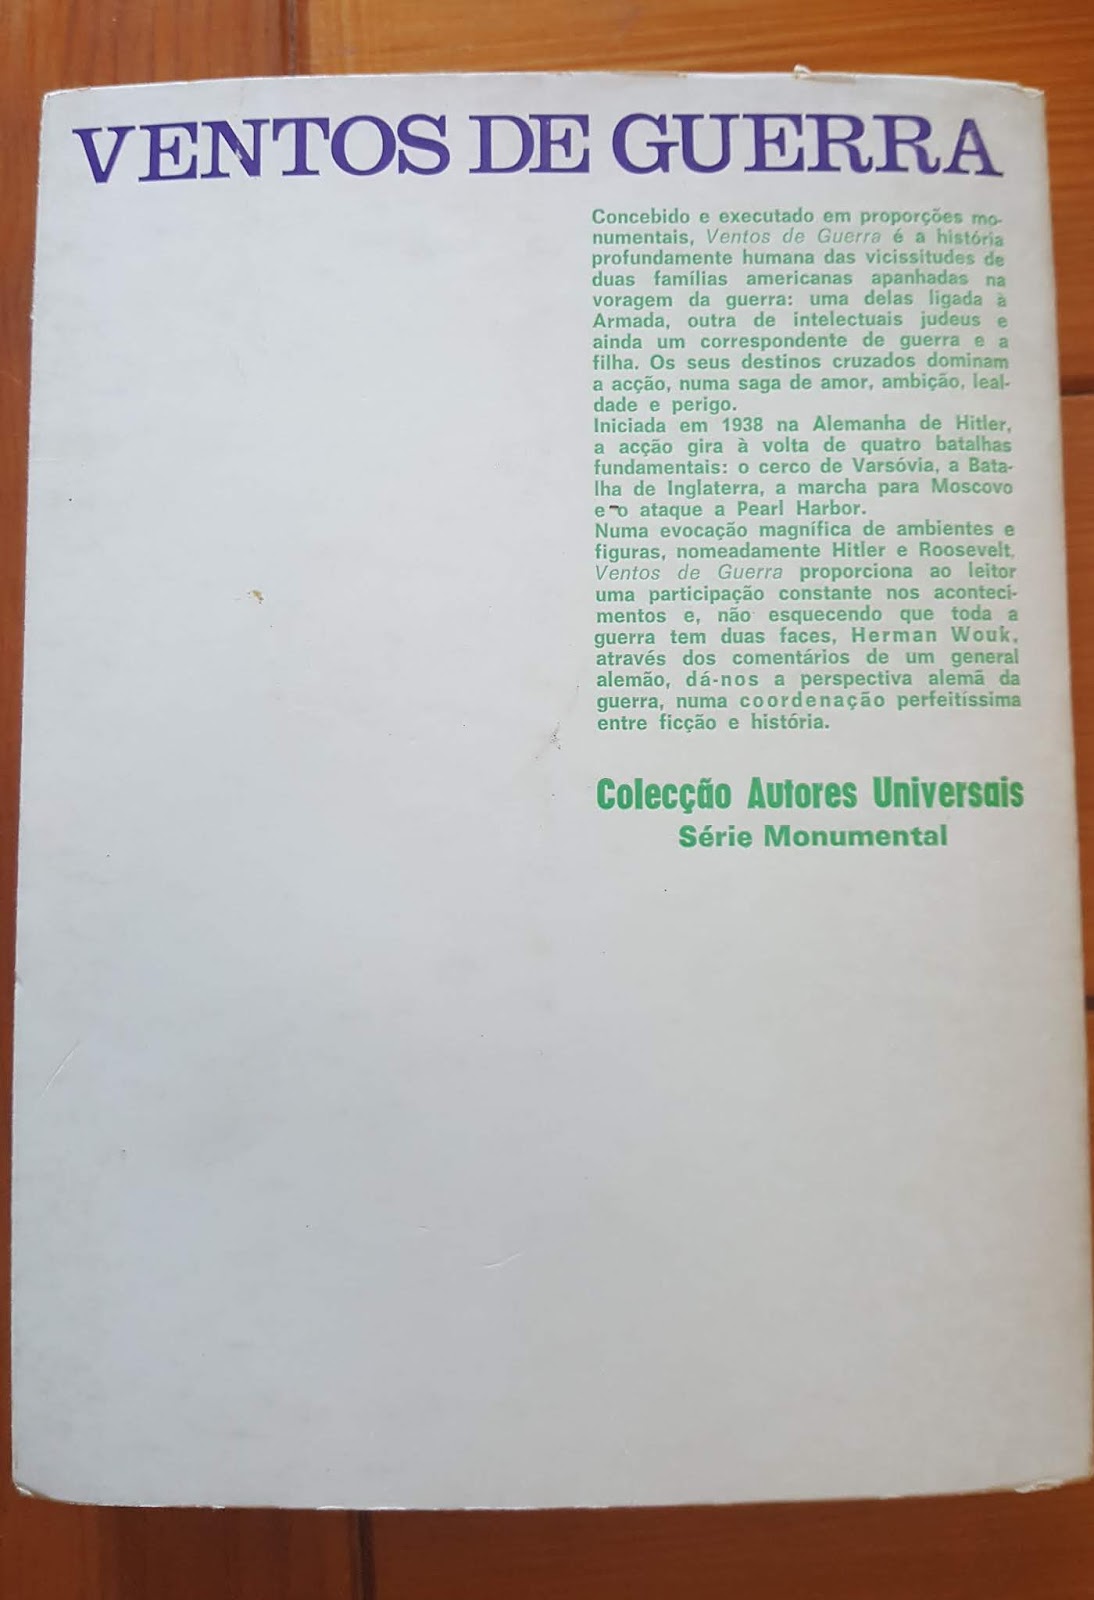 VENTOS DE GUERRA
Concebido e executado em proporções mo-
numentais, Ventos de Guerra é a história
profundamente humana das vicissitudes de
duas famílias americanas apanhadas na
voragem da guerra: uma delas ligada à
Armada, outra de intelectuais judeus e
ainda um correspondente de guerra e a
filha. Os seus destinos cruzados dominam
a acção, numa saga de amor, ambição, leal-
dade e perigo.
Iniciada em 1938 na Alemanha de Hitler,
a acção gira à volta de quatro batalhas
fundamentais: o cerco de Varsóvia, a Bata-
lha de Inglaterra, a marcha para Moscovo
e o ataque a Pearl Harbor.
Numa evocação magnífica de ambientes e
figuras, nomeadamente Hitler e Roosevelt,
Ventos de Guerra proporciona ao leitor
uma participação constante nos aconteci-
mentos e, não esquecendo que toda a
guerra tem duas faces, Herman Wouk,
através dos comentários de um general
alemão, dá-nos a perspectiva alemã da
guerra, numa coordenação perfeitíssima
entre ficção e história.
Colecção Autores Universais
Série Monumental